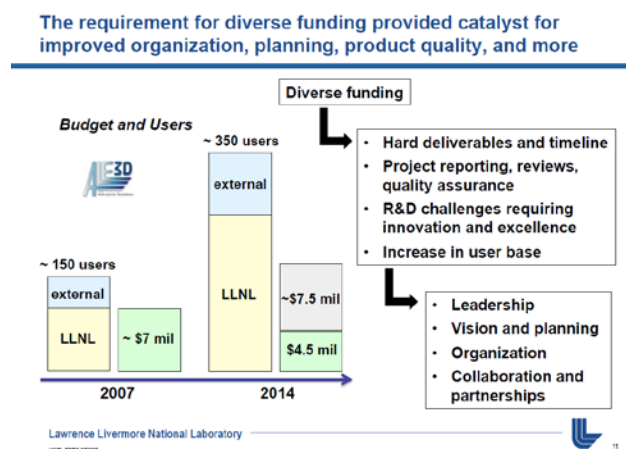 The requirement for diverse funding provided catalyst for
improved organization, planning, product quality, and more
Diverse funding
Budget and Users
ALE3D
~ 350 users
external
LLNL
~ 150 users
external
LLNL
~ $7 mil
~$7.5 mil
$4.5 mil
2007
2014
• Hard deliverables and timeline
• Project reporting, reviews,
quality assurance
• R&D challenges requiring
innovation and excellence
• Increase in user base
• Leadership
• Vision and planning
• Organization
• Collaboration and
partnerships
Lawrence Livermore National Laboratory